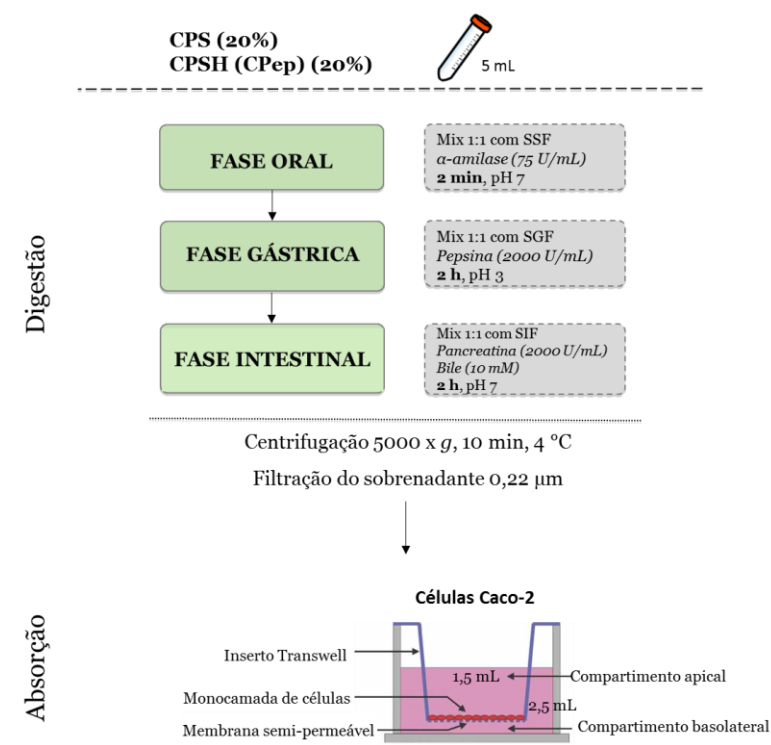 CPS (20%)
CPSH (CPep) (20%)
5 mL
Digestão
FASE ORAL
Mix 1:1 com SSF
α-amilase (75 U/mL)
2 min, pH 7
FASE GÁSTRICA
Mix 1:1 com SGF
Pepsina (2000 U/mL)
2 h, pH 3
FASE INTESTINAL
Mix 1:1 com SIF
Pancreatina (2000 U/mL)
Bile (10 mM)
2 h, pH 7
Centrifugação 5000 x g, 10 min, 4 °C
Filtração do sobrenadante 0,22 µm
Absorção
Células Caco-2
Inserto Transwell
1,5 mL
Compartimento apical
Monocamada de células
2,5 mL
Membrana semi-permeável
Compartimento basolateral